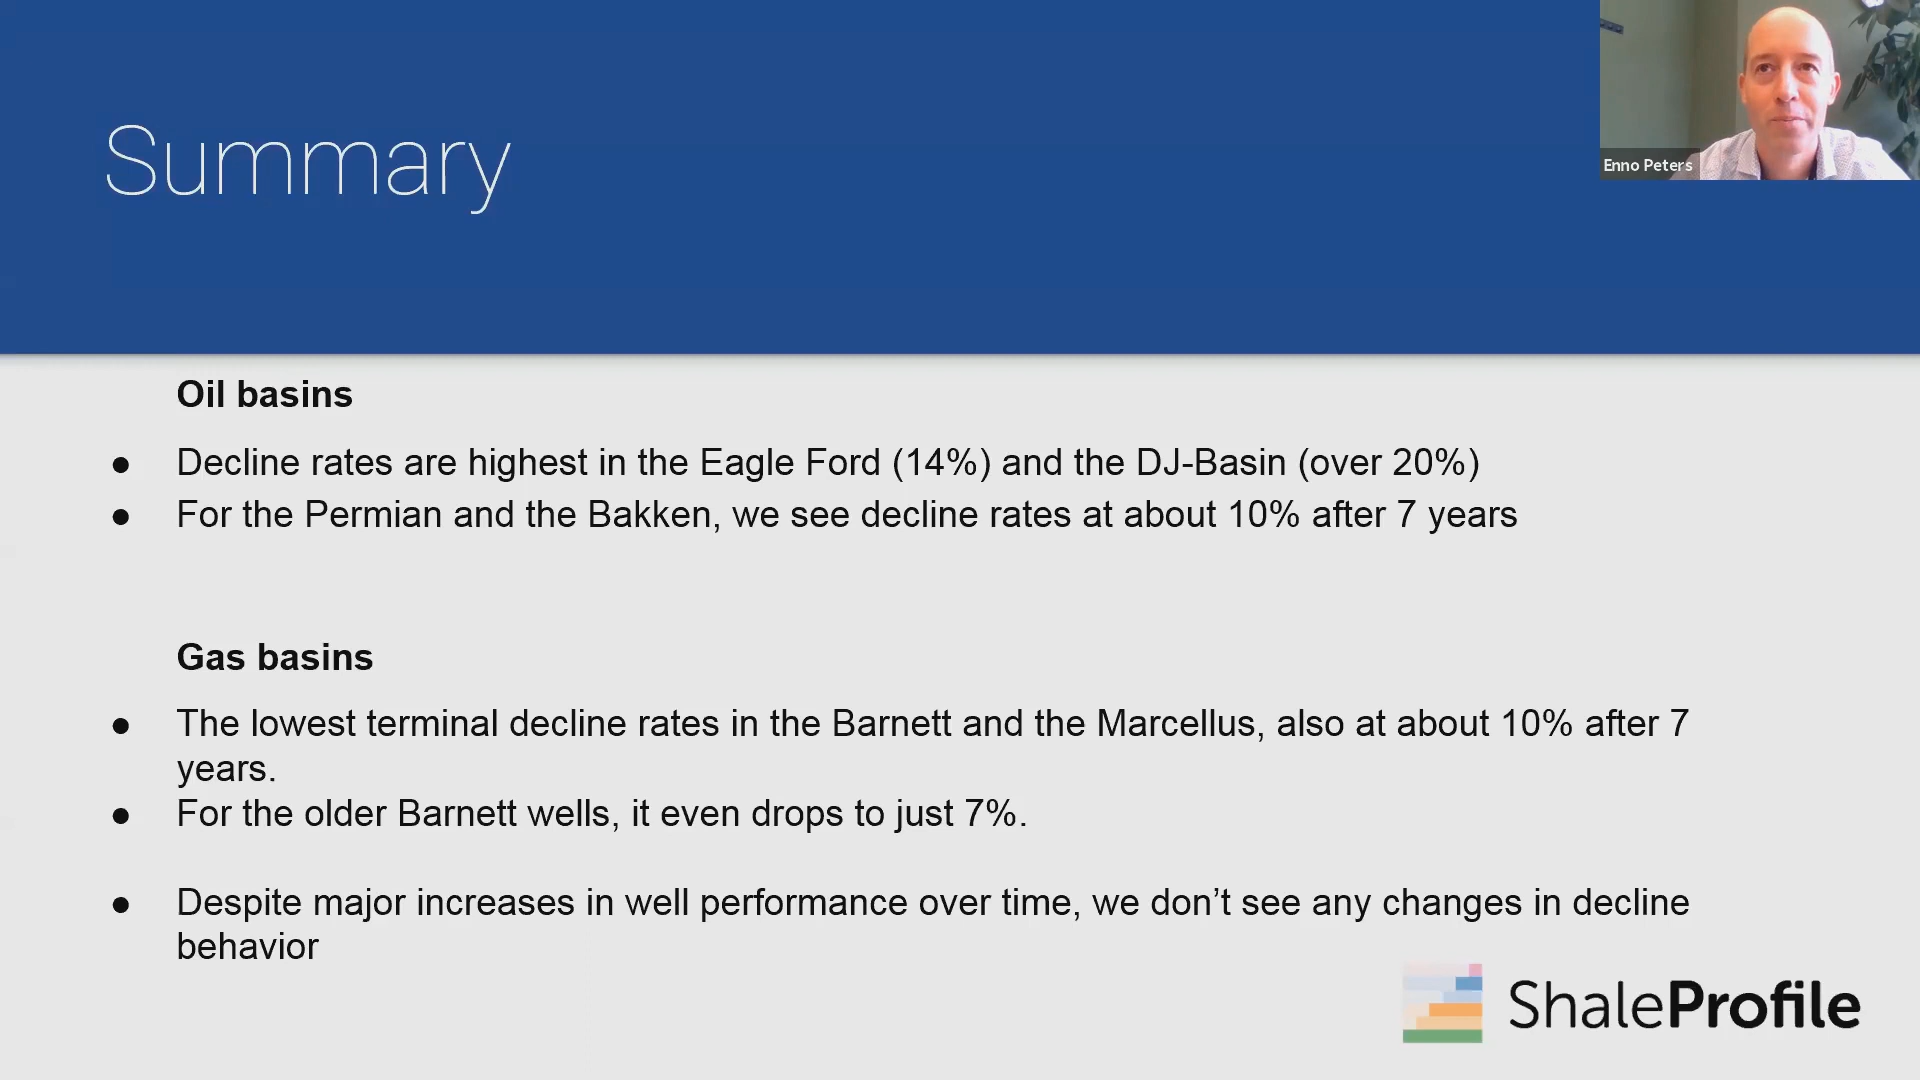 Summary
Enno Peters
Oil basins
● Decline rates are highest in the Eagle Ford (14%) and the DJ-Basin (over 20%)
● For the Permian and the Bakken, we see decline rates at about 10% after 7 years
Gas basins
● The lowest terminal decline rates in the Barnett and the Marcellus, also at about 10% after 7
years.
● For the older Barnett wells, it even drops to just 7%.
● Despite major increases in well performance over time, we don’t see any changes in decline
behavior
ShaleProfile